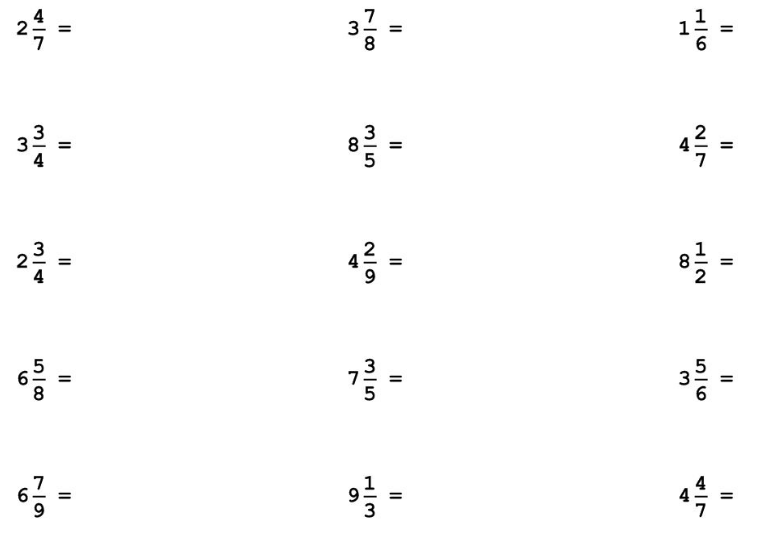 2 4/7 = 3 7/8 = 1 1/6 =
3 3/4 = 8 3/5 = 4 2/7 =
2 3/4 = 4 2/9 = 8 1/2 =
6 5/8 = 7 3/5 = 3 5/6 =
6 7/9 = 9 1/3 = 4 4/7 =